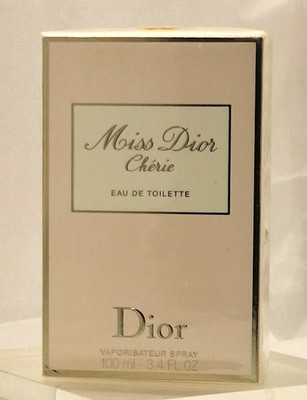 Miss Dior
Chérie
EAU DE TOILETTE
Dior
VAPORISATEUR SPRAY
100 ml - 3.4 FL.OZ